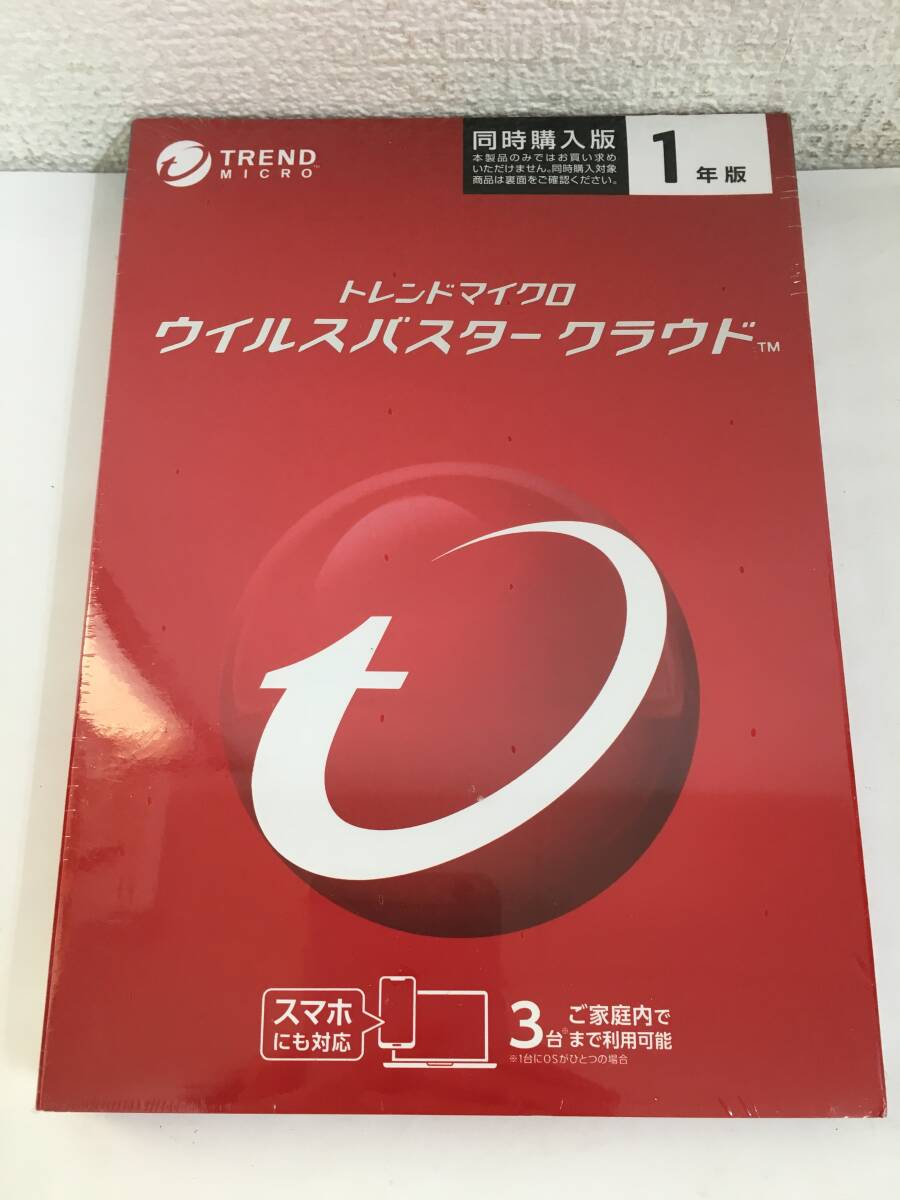 TREND
MICRO™
同時購入版
本製品のみではお買い求め
いただけません。同時購入対象
商品は裏面をご確認ください。
1年版
トレンドマイクロ
ウイルスバスター クラウド™
スマホ
にも対応
3台※
ご家庭内で
まで利用可能
※1台にOSがひとつの場合